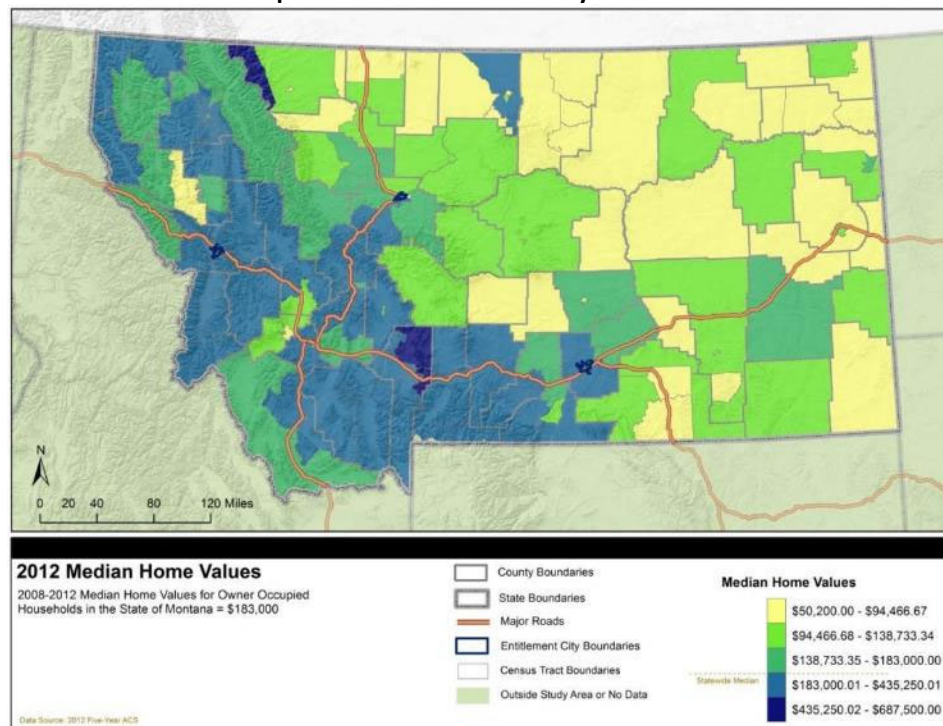 N
0 20 40 80 120 Miles
2012 Median Home Values
2008-2012 Median Home Values for Owner Occupied
Households in the State of Montana = $183,000
Data Source: 2012 Five-Year ACS
County Boundaries
State Boundaries
Major Roads
Entitlement City Boundaries
Census Tract Boundaries
Outside Study Area or No Data
Median Home Values
$50,200.00 - $94,466.67
$94,466.68 - $138,733.34
$138,733.35 - $183,000.00
Statewide Median
$183,000.01 - $435,250.01
$435,250.02 - $687,500.00